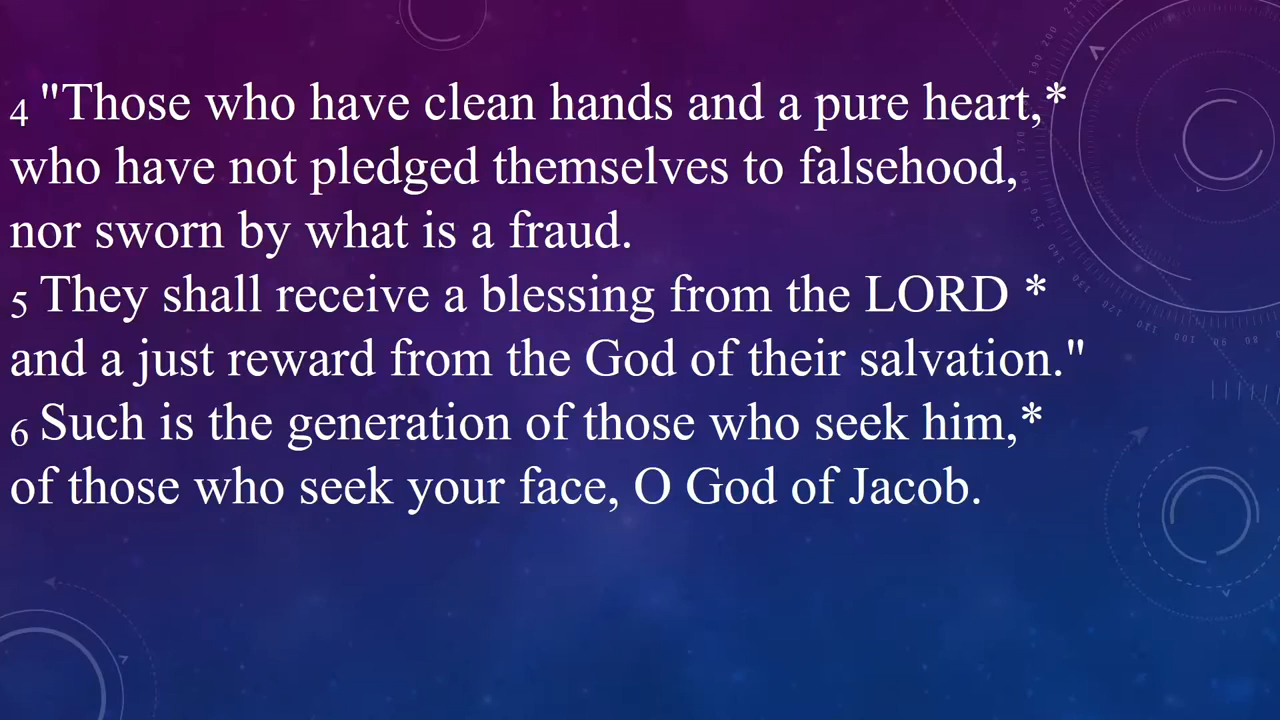 4 "Those who have clean hands and a pure heart,*
who have not pledged themselves to falsehood,
nor sworn by what is a fraud.
5 They shall receive a blessing from the LORD *
and a just reward from the God of their salvation."
6 Such is the generation of those who seek him,*
of those who seek your face, O God of Jacob.